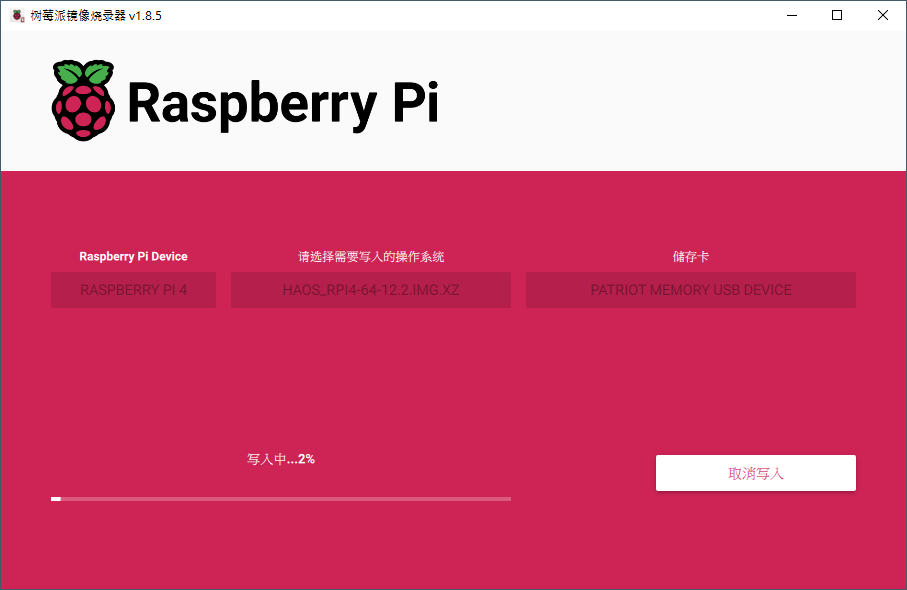 树莓派镜像烧录器 v1.8.5
Raspberry Pi
Raspberry Pi Device
请选择需要写入的操作系统
储存卡
RASPBERRY PI 4
HAOS_RPI4-64-12.2.IMG.XZ
PATRIOT MEMORY USB DEVICE
写入中...2%
取消写入